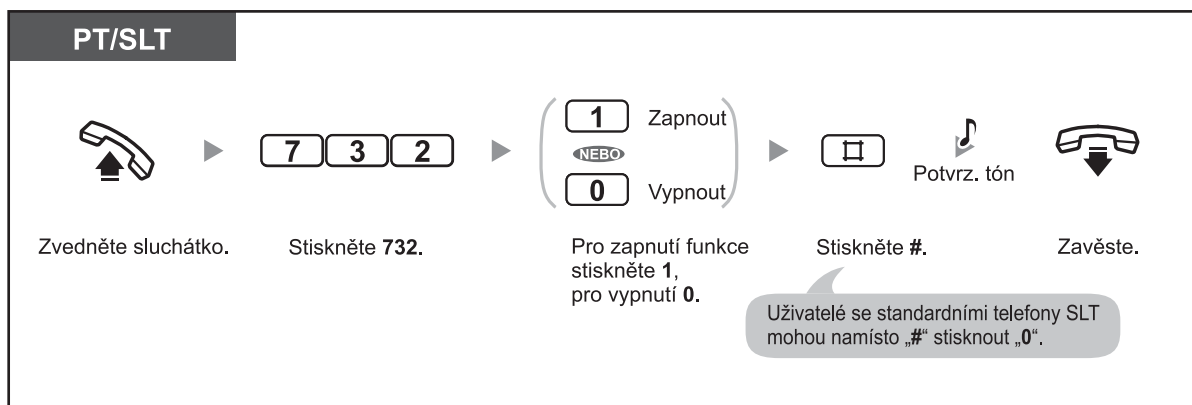 PT/SLT
7 3 2
1 Zapnout
NEBO
0 Vypnout
#
Potvrz. tón
Zvedněte sluchátko.
Stiskněte 732.
Pro zapnutí funkce
stiskněte 1,
pro vypnutí 0.
Stiskněte #.
Zavěste.
Uživatelé se standardními telefony SLT
mohou namísto „#“ stisknout „0“.